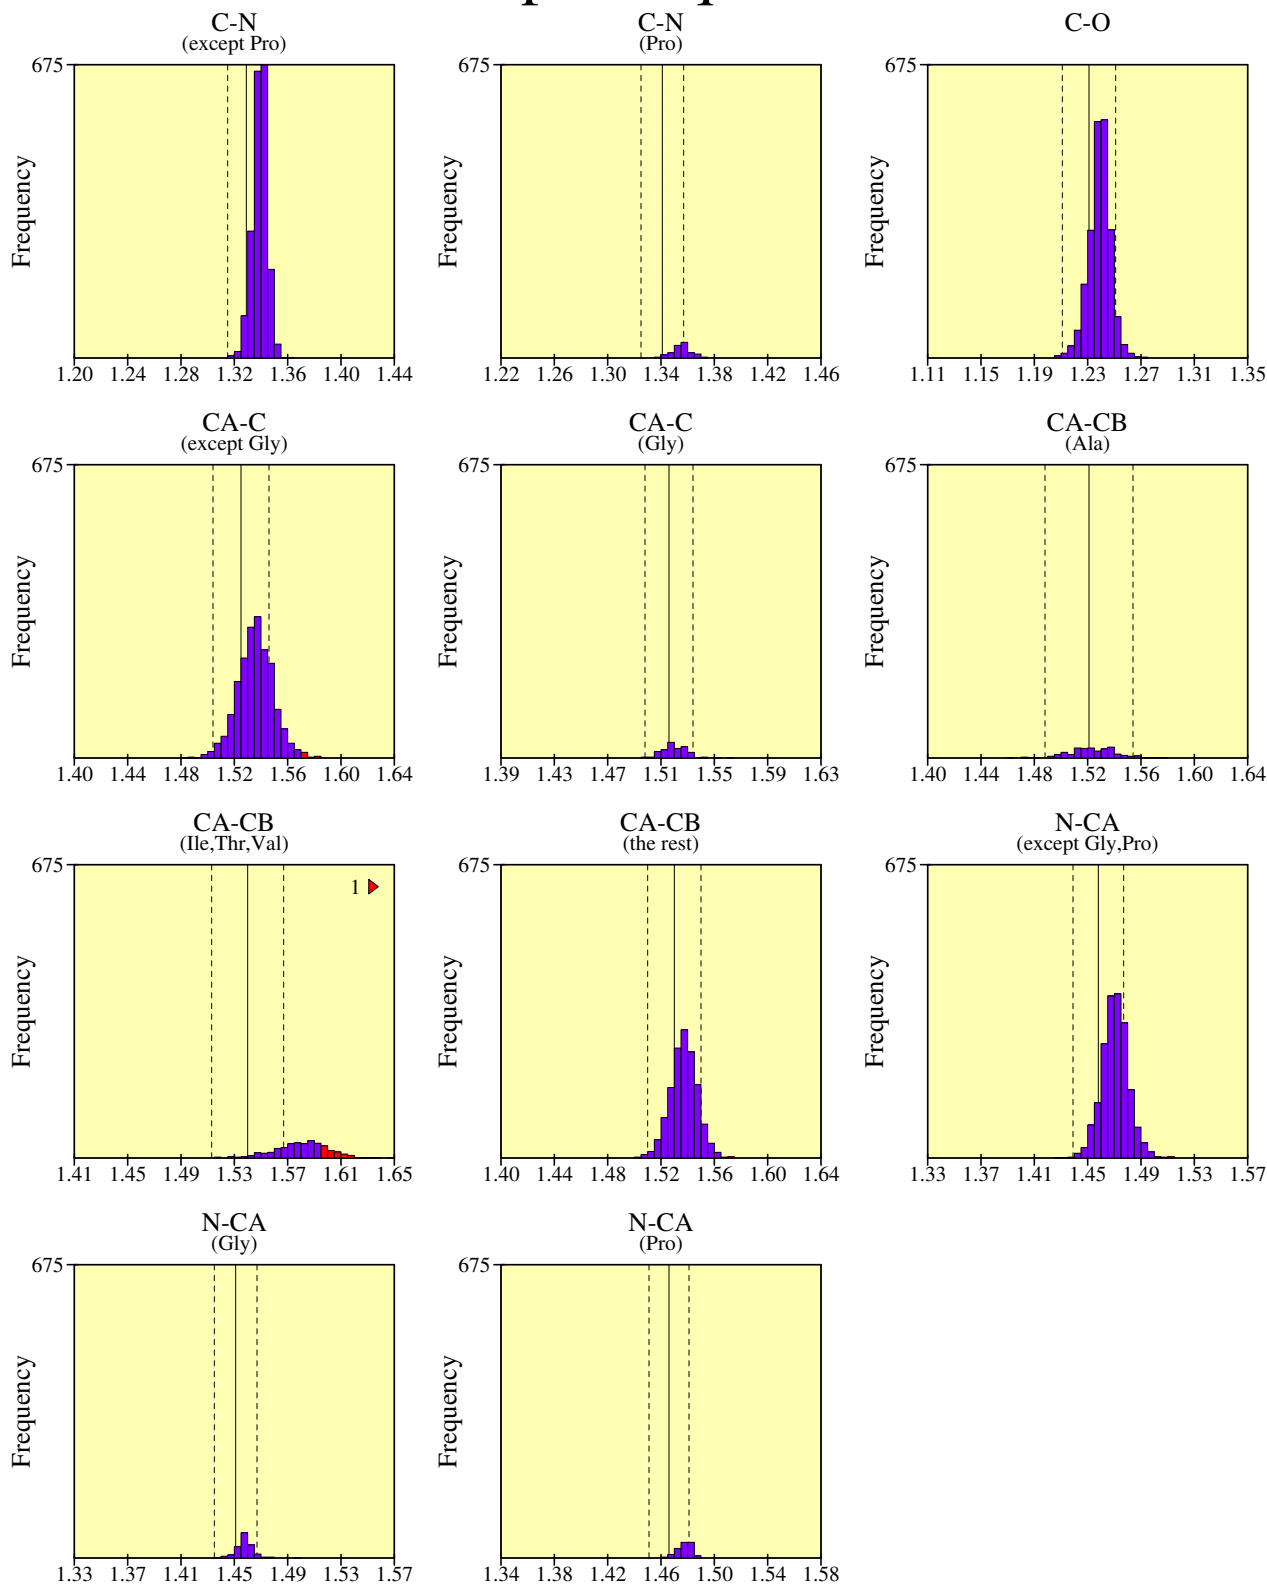 C-N C-N C-O
(except Pro) (Pro)
675 675 675
Frequency Frequency Frequency
1.20 1.24 1.28 1.32 1.36 1.40 1.44 1.22 1.26 1.30 1.34 1.38 1.42 1.46 1.11 1.15 1.19 1.23 1.27 1.31 1.35
CA-C CA-C CA-CB
(except Gly) (Gly) (Ala)
675 675 675
Frequency Frequency Frequency
1.40 1.44 1.48 1.52 1.56 1.60 1.64 1.39 1.43 1.47 1.51 1.55 1.59 1.63 1.40 1.44 1.48 1.52 1.56 1.60 1.64
CA-CB CA-CB N-CA
(Ile,Thr,Val) (the rest) (except Gly,Pro)
675 675 675
1
Frequency Frequency Frequency
1.41 1.45 1.49 1.53 1.57 1.61 1.65 1.40 1.44 1.48 1.52 1.56 1.60 1.64 1.33 1.37 1.41 1.45 1.49 1.53 1.57
N-CA N-CA
(Gly) (Pro)
675 675
Frequency Frequency
1.33 1.37 1.41 1.45 1.49 1.53 1.57 1.34 1.38 1.42 1.46 1.50 1.54 1.58